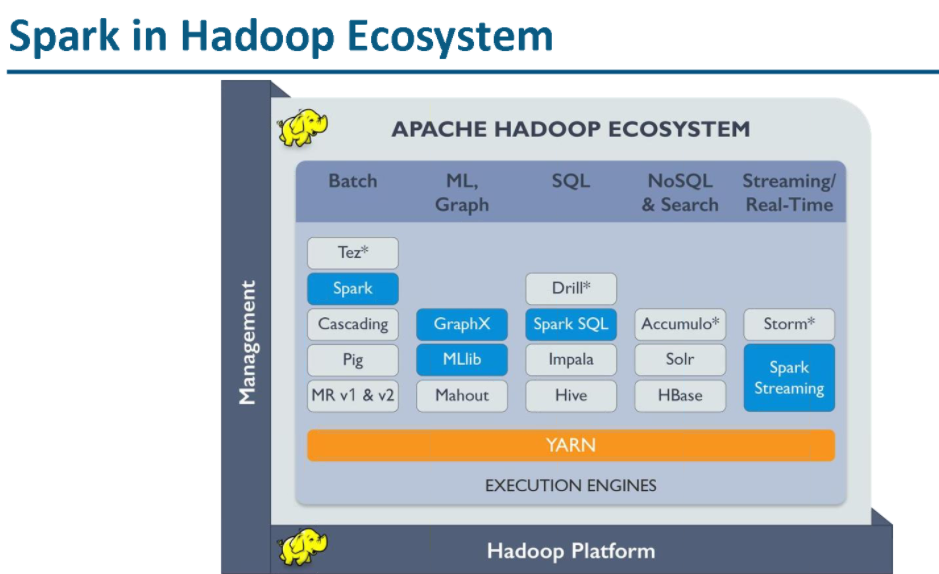 Spark in Hadoop Ecosystem
APACHE HADOOP ECOSYSTEM
Batch
ML,
Graph
SQL
NoSQL
& Search
Streaming/
Real-Time
Tez*
Spark
Cascading
Pig
MR v1 & v2
GraphX
MLlib
Mahout
Drill*
Spark SQL
Impala
Hive
Accumulo*
Solr
HBase
Storm*
Spark
Streaming
YARN
EXECUTION ENGINES
Management
Hadoop Platform